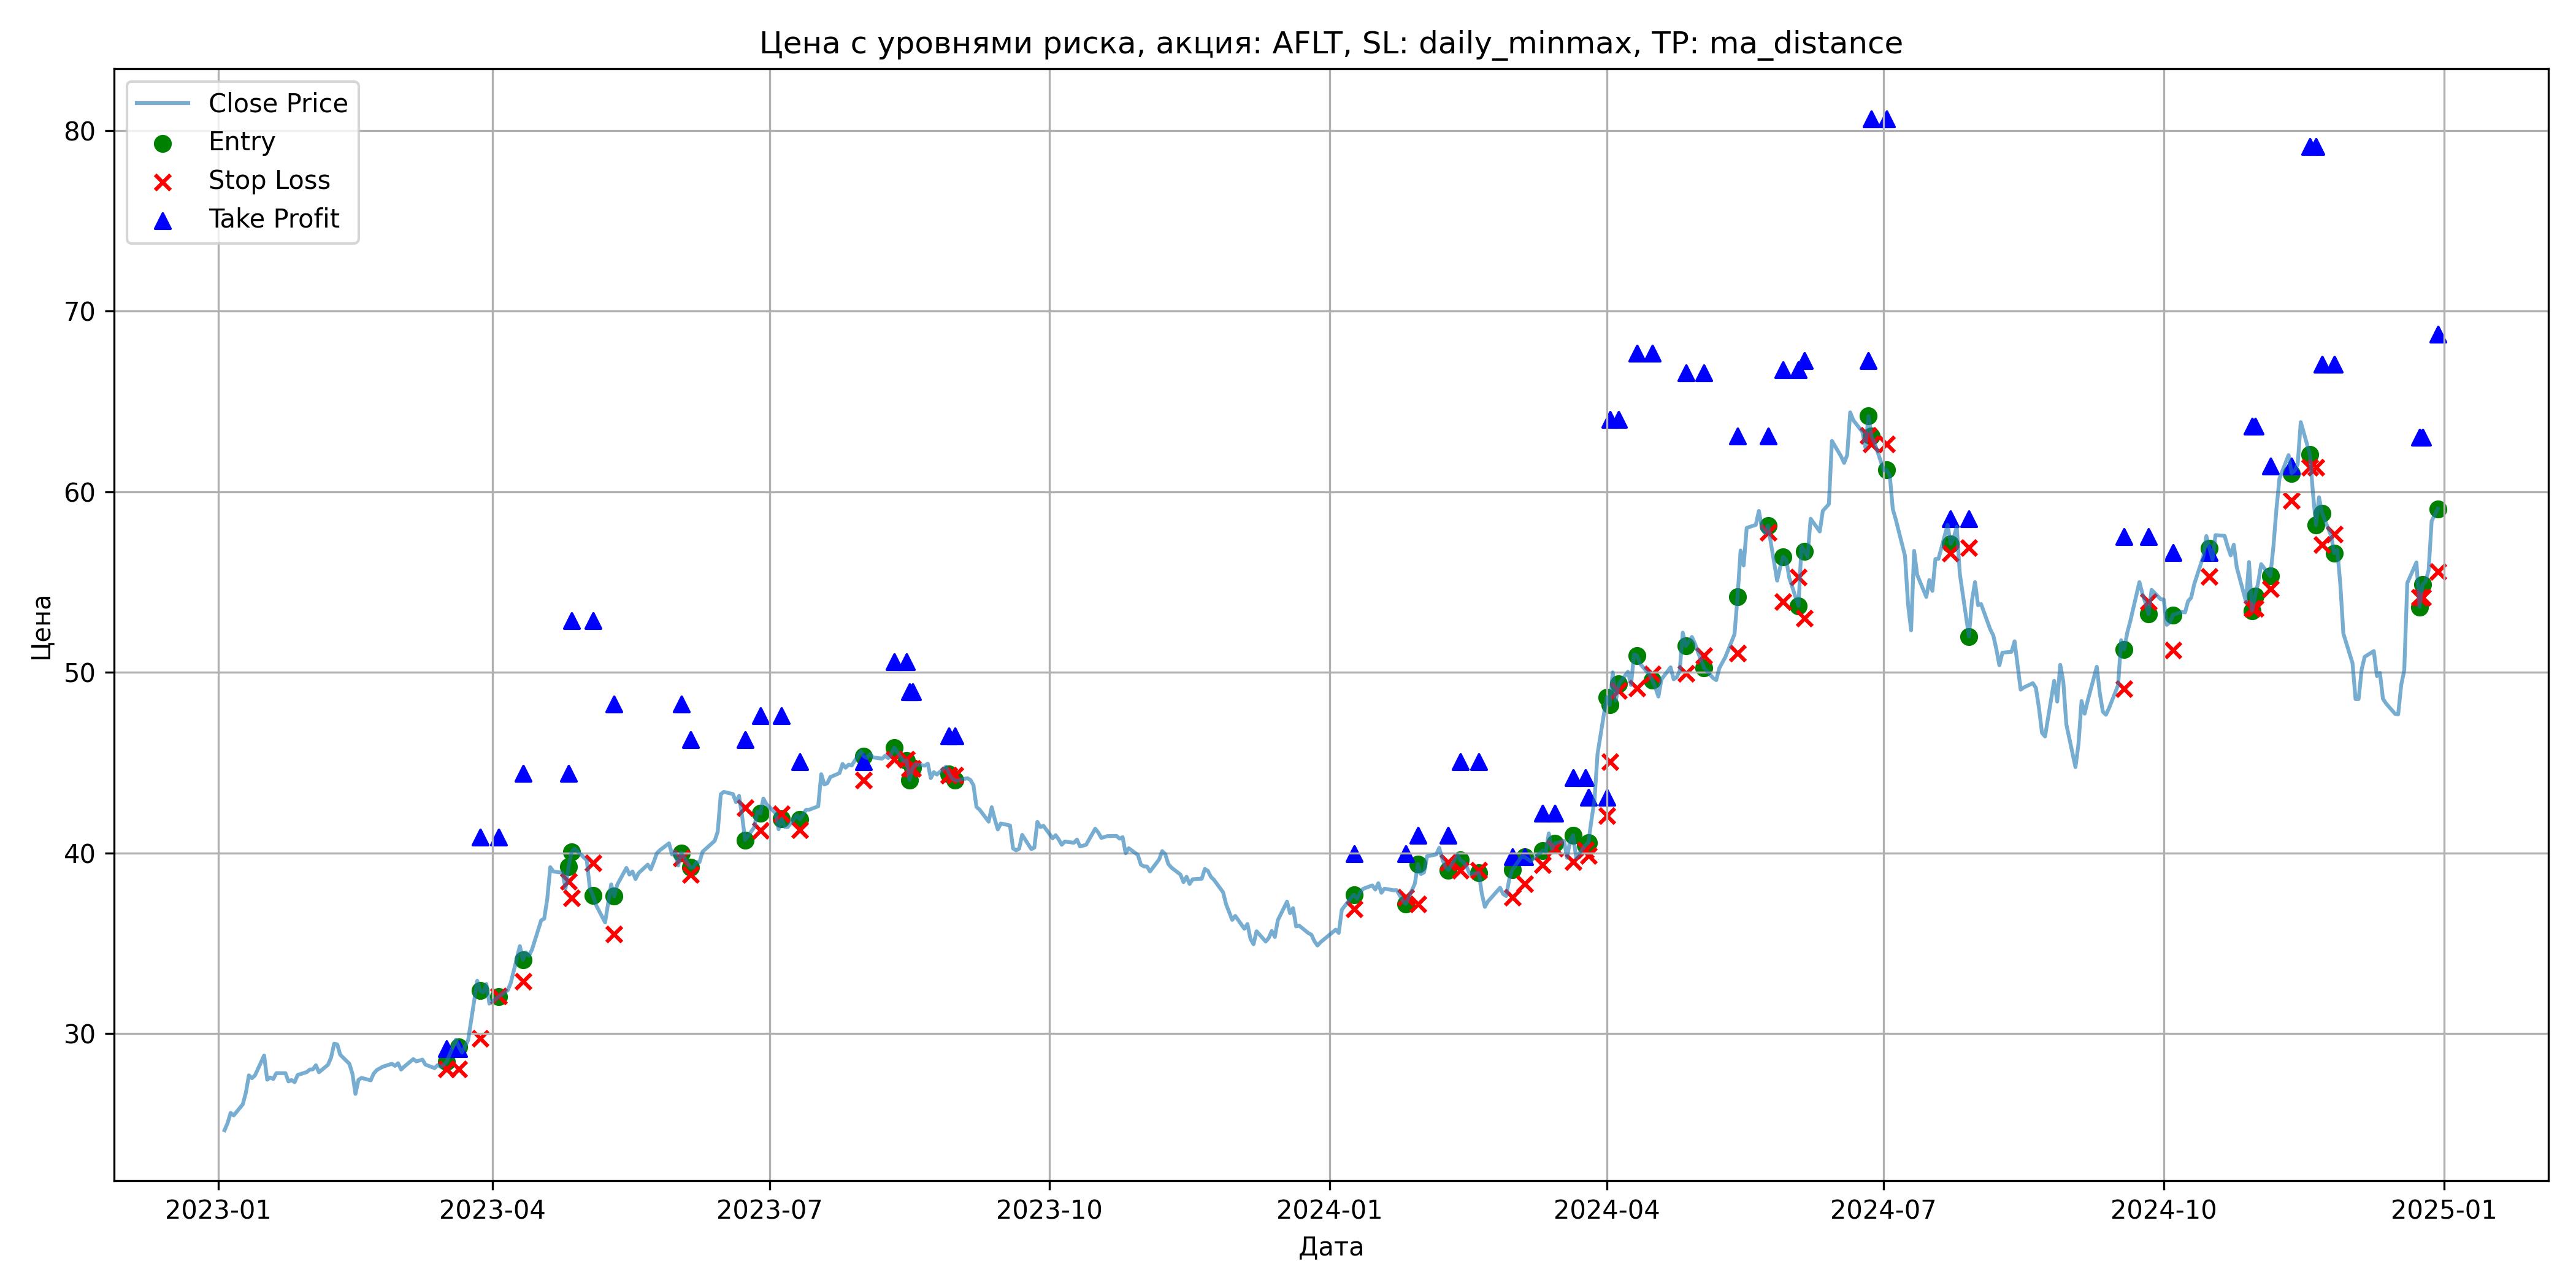 Цена с уровнями риска, акция: AFLT, SL: daily_minmax, TP: ma_distance
Close Price
Entry
Stop Loss
Take Profit
80
70
60
50
40
30
Цена
2023-01 2023-04 2023-07 2023-10 2024-01 2024-04 2024-07 2024-10 2025-01
Дата